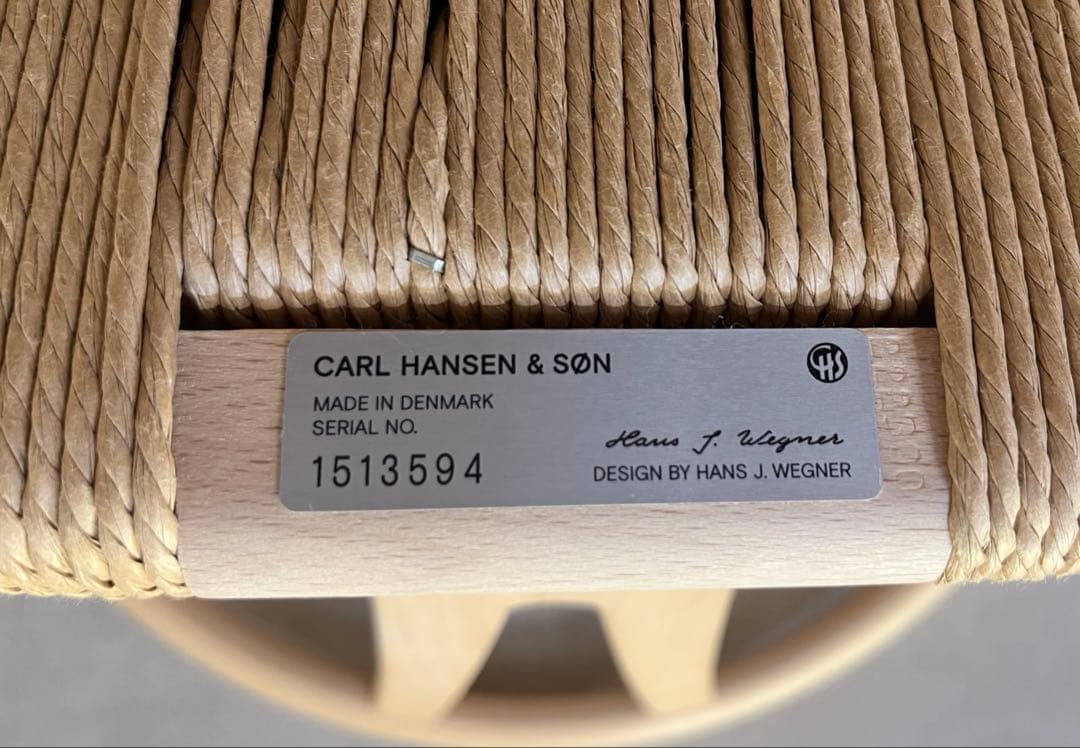 CARL HANSEN & SØN
CHS
MADE IN DENMARK
SERIAL NO.
1513594
Hans J. Wegner
DESIGN BY HANS J. WEGNER